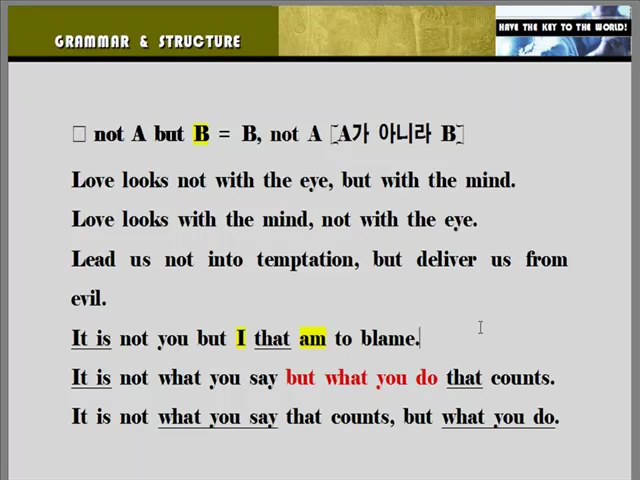 GRAMMAR & STRUCTURE
HAVE THE KEY TO THE WORLD!
□ not A but B = B, not A [A가 아니라 B]
Love looks not with the eye, but with the mind.
Love looks with the mind, not with the eye.
Lead us not into temptation, but deliver us from
evil.
It is not you but I that am to blame.
It is not what you say but what you do that counts.
It is not what you say that counts, but what you do.